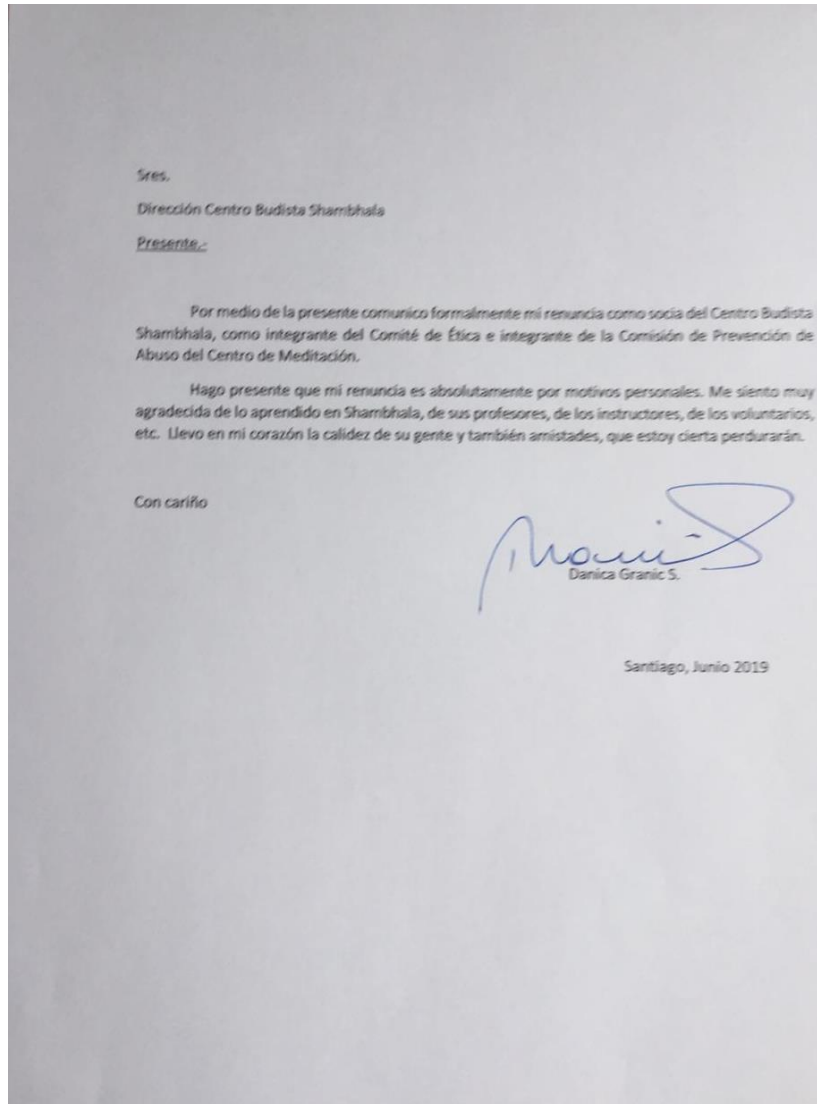 Sres.
Dirección Centro Budista Shambhala
Presente.-
Por medio de la presente comunico formalmente mi renuncia como socia del Centro Budista
Shambhala, como integrante del Comité de Ética e integrante de la Comisión de Prevención de
Abuso del Centro de Meditación.
Hago presente que mi renuncia es absolutamente por motivos personales. Me siento muy
agradecida de lo aprendido en Shambhala, de sus profesores, de los instructores, de los voluntarios,
etc. Llevo en mi corazón la calidez de su gente y también amistades, que estoy cierta perdurarán.
Con cariño
Danica Granic S.
Santiago, Junio 2019